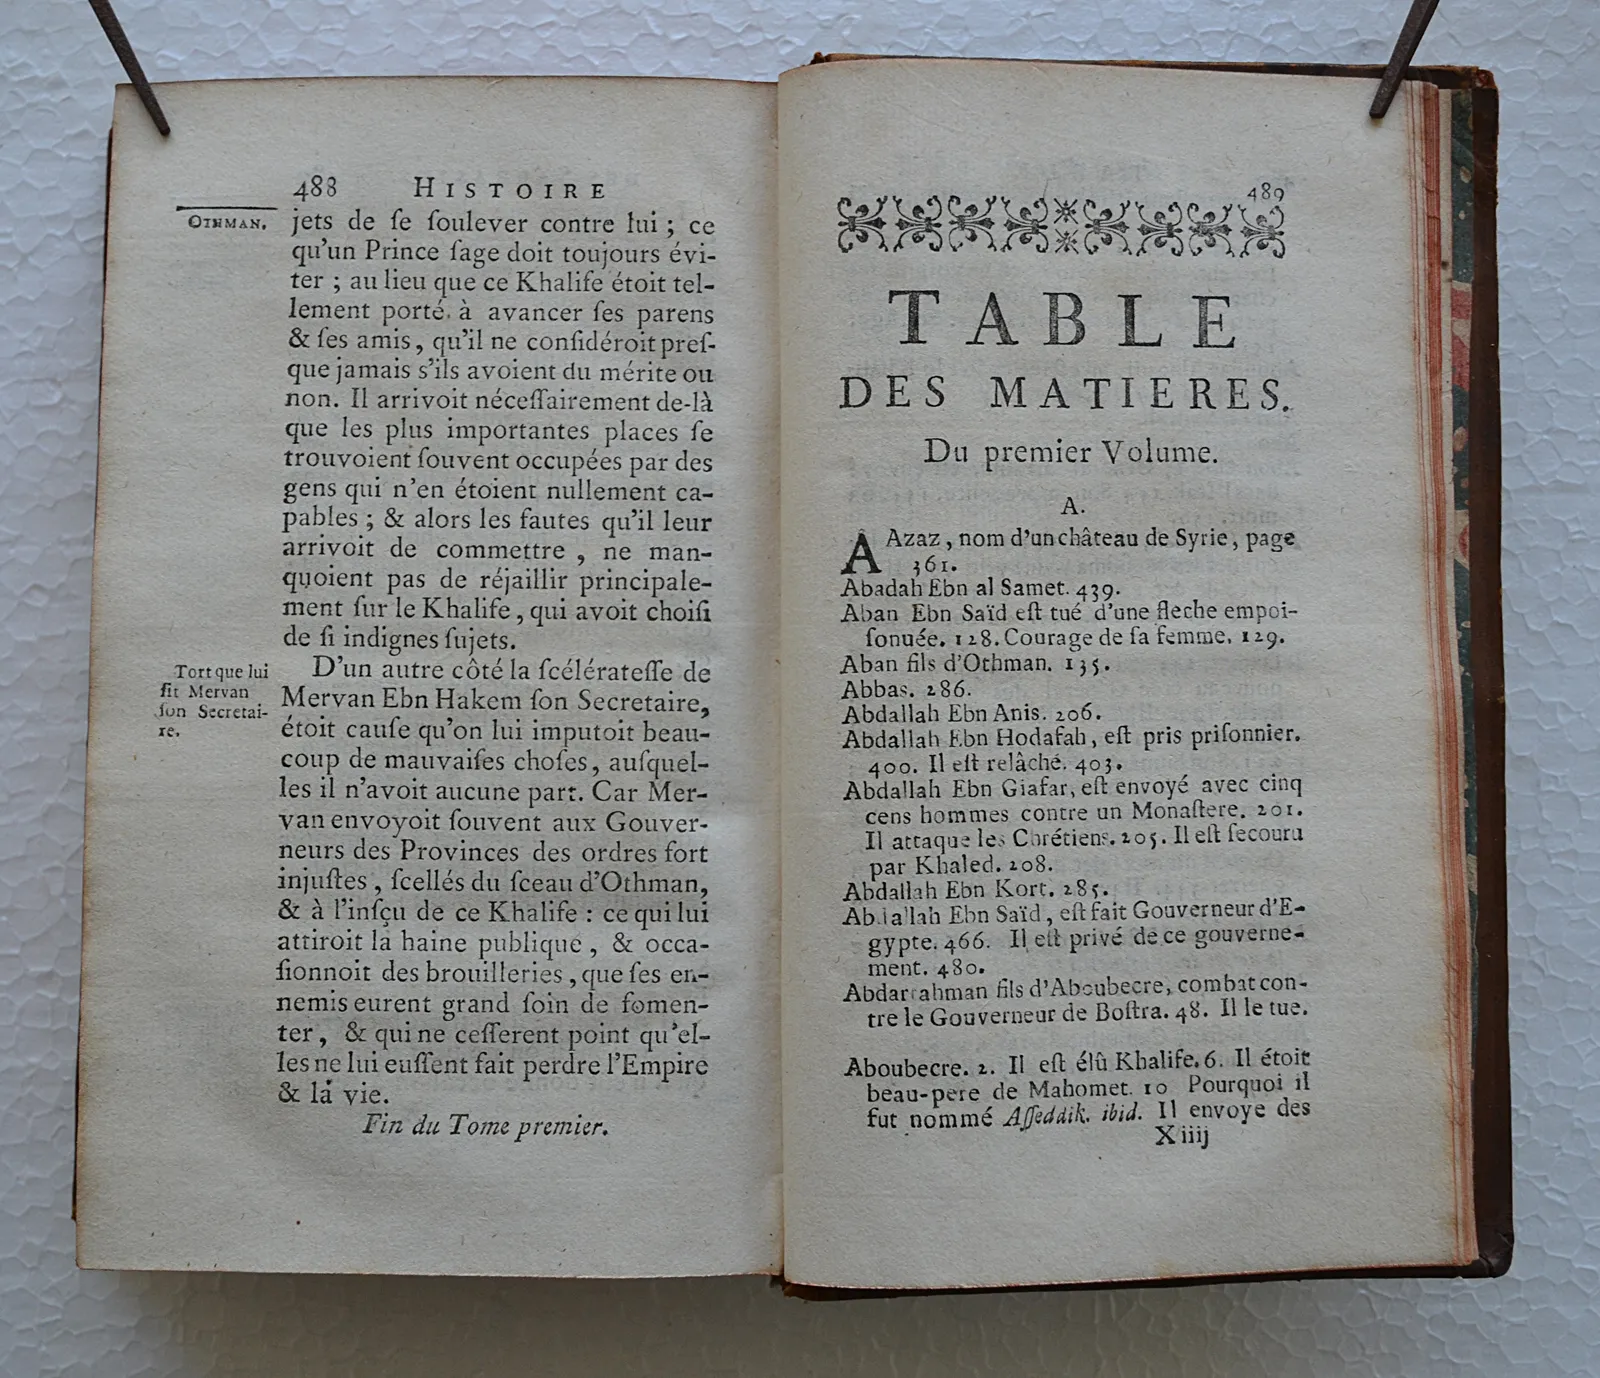 488 HISTOIRE
OTHMAN.
jets de ſe ſoulever contre lui ; ce
qu'un Prince ſage doit toujours évi-
ter ; au lieu que ce Khalife étoit tel-
lement porté à avancer ſes parens
& ſes amis, qu'il ne conſidéroit preſ-
que jamais s'ils avoient du mérite ou
non. Il arrivoit néceſſairement de-là
que les plus importantes places ſe
trouvoient ſouvent occupées par des
gens qui n'en étoient nullement ca-
pables ; & alors les fautes qu'il leur
arrivoit de commettre , ne man-
quoient pas de réjaillir principale-
ment ſur le Khalife, qui avoit choiſi
de ſi indignes ſujets.
Tort que lui
fit Mervan
ſon Secretai-
re.
D'un autre côté la ſcélérateſſe de
Mervan Ebn Hakem ſon Secretaire,
étoit cauſe qu'on lui imputoit beau-
coup de mauvaiſes choſes, auſquel-
les il n'avoit aucune part. Car Mer-
van envoyoit ſouvent aux Gouver-
neurs des Provinces des ordres fort
injuſtes , ſcellés du ſceau d'Othman,
& à l'inſçu de ce Khalife : ce qui lui
attiroit la haine publique , & occa-
ſionnoit des brouilleries, que ſes en-
nemis eurent grand ſoin de fomen-
ter, & qui ne ceſſerent point qu'el-
les ne lui euſſent fait perdre l'Empire
& la vie.
Fin du Tome premier.
489
TABLE
DES MATIERES.
Du premier Volume.
A.
AAzaz, nom d'un château de Syrie, page
361.
Abadah Ebn al Samet. 439.
Aban Ebn Saïd eſt tué d'une fleche empoi-
ſonuée. 128. Courage de ſa femme. 129.
Aban fils d'Othman. 135.
Abbas. 286.
Abdallah Ebn Anis. 206.
Abdallah Ebn Hodafah, eſt pris priſonnier.
400. Il eſt relâché. 403.
Abdallah Ebn Giafar, eſt envoyé avec cinq
cens hommes contre un Monaſtere. 201.
Il attaque les Chrétiens. 205. Il eſt ſecouru
par Khaled. 208.
Abdallah Ebn Kort. 285.
Abdallah Ebn Saïd, eſt fait Gouverneur d'E-
gypte. 466. Il eſt privé de ce gouverne-
ment. 480.
Abdarrahman fils d'Aboubecre, combat con-
tre le Gouverneur de Boſtra. 48. Il le tue.
Aboubecre. 2. Il eſt élû Khalife. 6. Il étoit
beau-pere de Mahomet. 10 Pourquoi il
fut nommé Aſſeddik. ibid. Il envoye des
X iiij